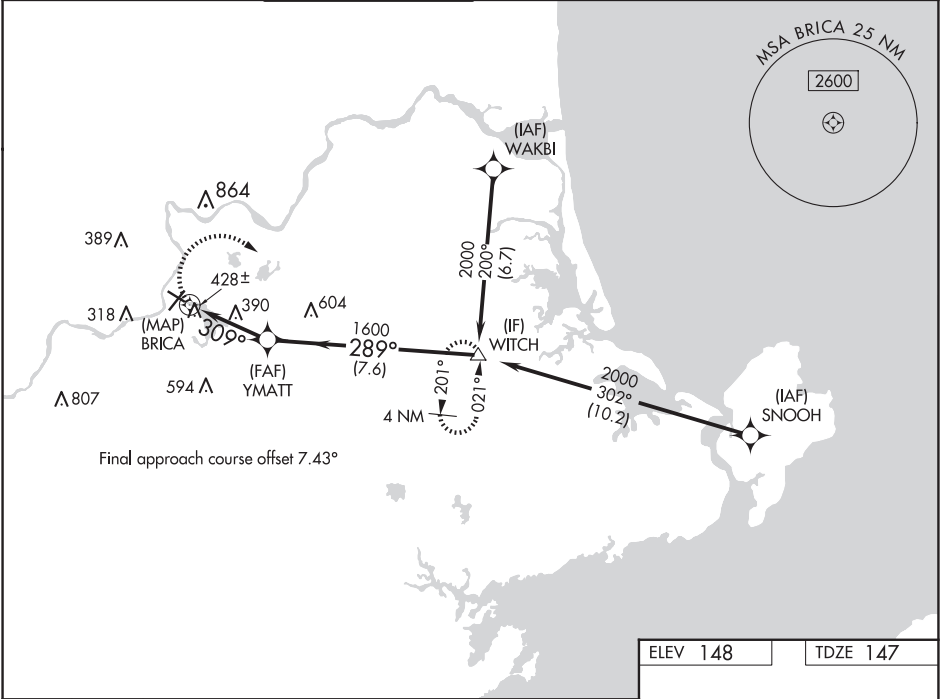 MSA BRICA 25 NM
2600
(IAF)
WAKBI
864
389
2000
200°
(6.7)
428±
318
390
604
(MAP)
BRICA
309°
(FAF)
YMATT
1600
289°
(7.6)
(IF)
WITCH
201°
021°
4 NM
2000
302°
(10.2)
(IAF)
SNOOH
594
807
Final approach course offset 7.43°
ELEV 148
TDZE 147